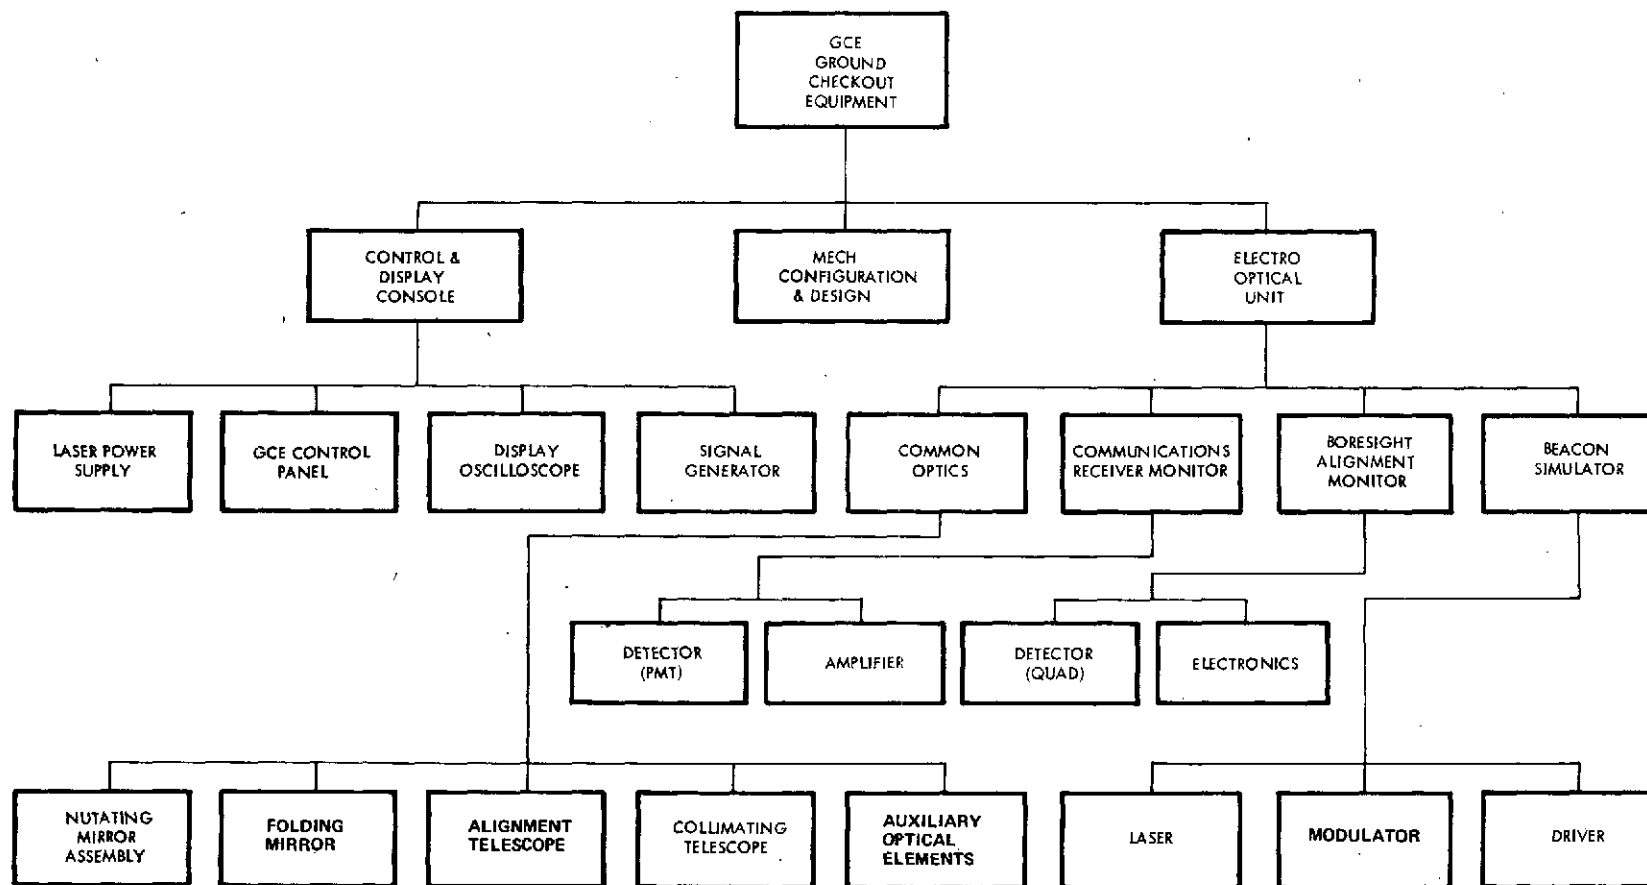 GCE
GROUND
CHECKOUT
EQUIPMENT
CONTROL &
DISPLAY
CONSOLE
MECH
CONFIGURATION
& DESIGN
ELECTRO
OPTICAL
UNIT
LASER POWER
SUPPLY
GCE CONTROL
PANEL
DISPLAY
OSCILLOSCOPE
SIGNAL
GENERATOR
COMMON
OPTICS
COMMUNICATIONS
RECEIVER MONITOR
BORESIGHT
ALIGNMENT
MONITOR
BEACON
SIMULATOR
DETECTOR
(PMT)
AMPLIFIER
DETECTOR
(QUAD)
ELECTRONICS
NUTATING
MIRROR
ASSEMBLY
FOLDING
MIRROR
ALIGNMENT
TELESCOPE
COLLIMATING
TELESCOPE
AUXILIARY
OPTICAL
ELEMENTS
LASER
MODULATOR
DRIVER